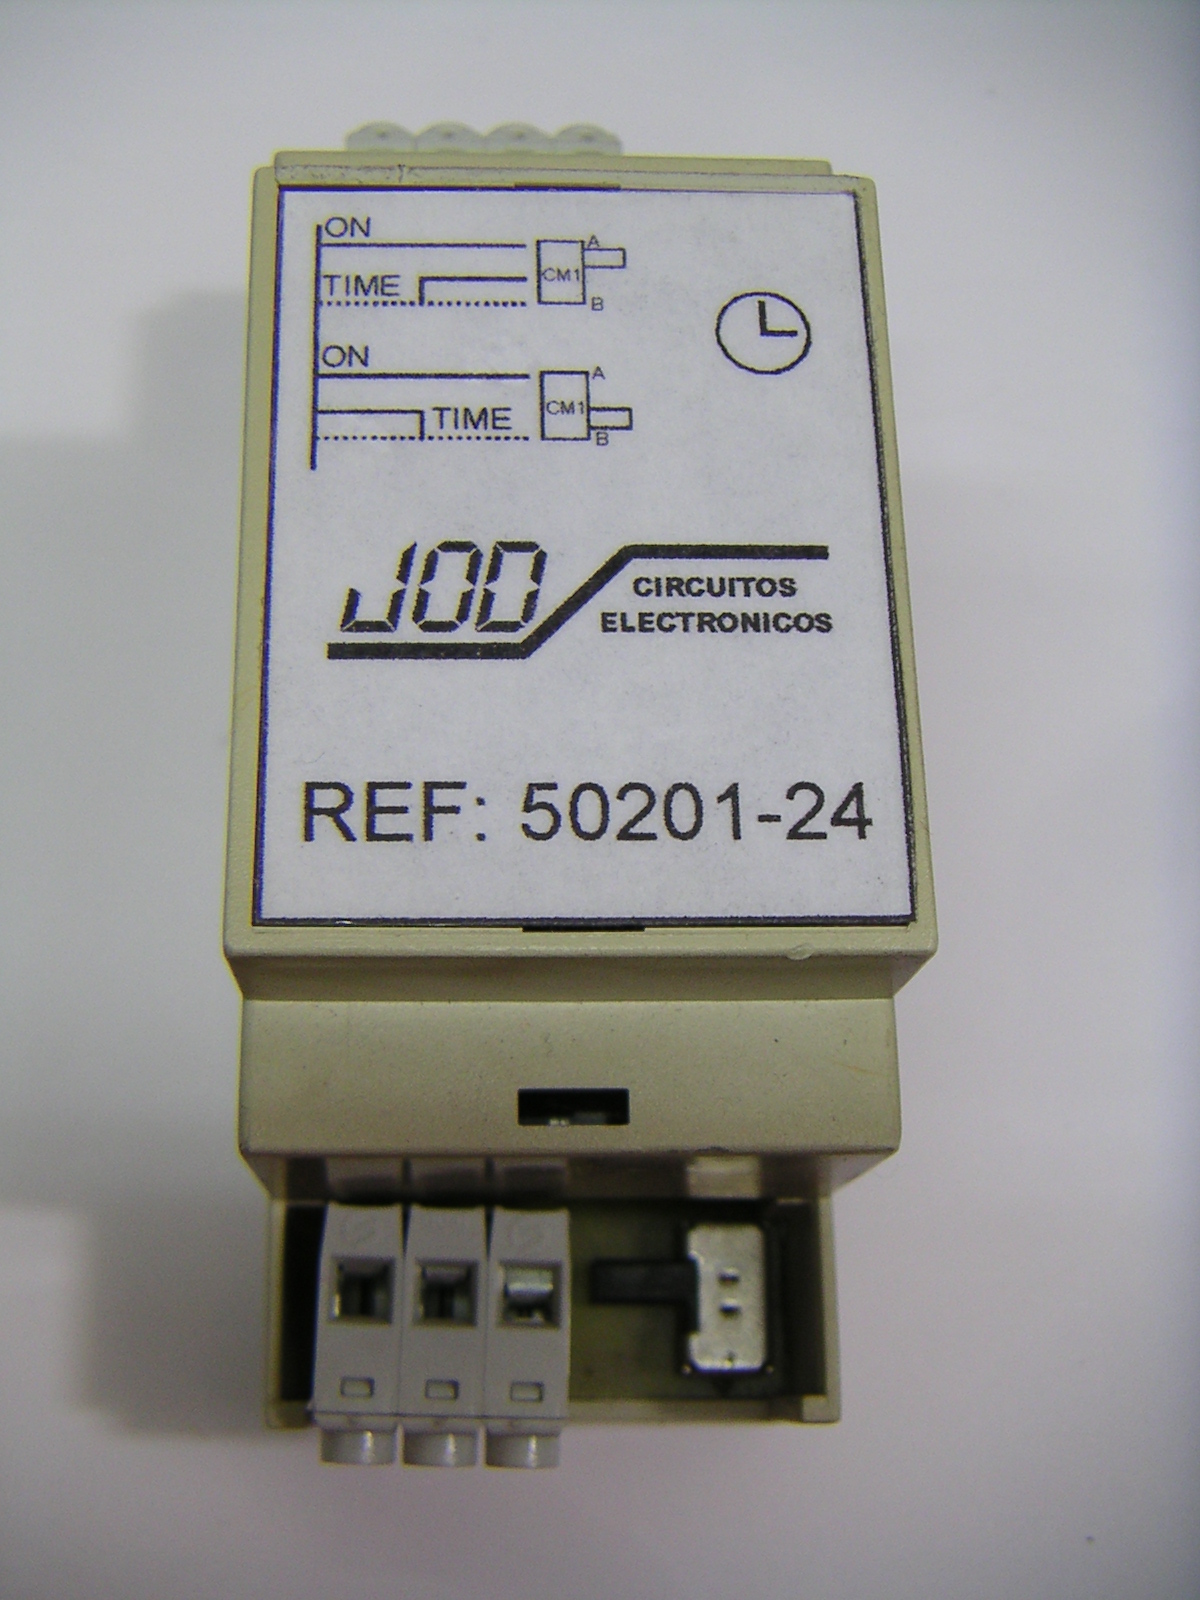 ON
A
TIME
CM1
B
ON
A
CM1
TIME
B
JOD
CIRCUITOS
ELECTRONICOS
REF: 50201-24